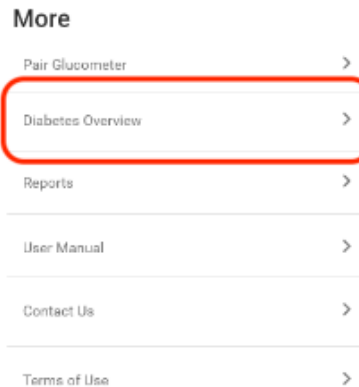 More
Pair Glucometer
Diabetes Overview
Reports
User Manual
Contact Us
Terms of Use